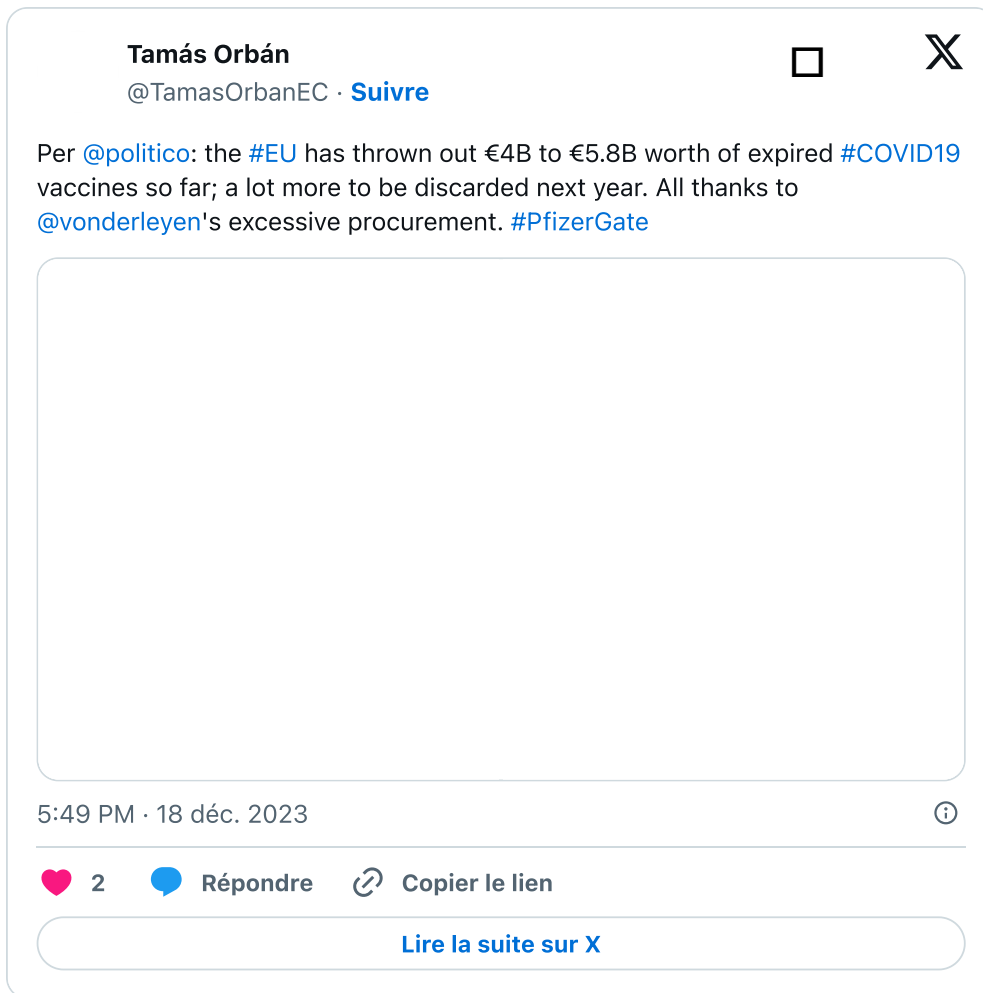 Tamás Orbán
@TamasOrbanEC · Suivre
Per @politico: the #EU has thrown out €4B to €5.8B worth of expired #COVID19
vaccines so far; a lot more to be discarded next year. All thanks to
@vonderleyen's excessive procurement. #PfizerGate
5:49 PM · 18 déc. 2023
2 Répondre Copier le lien
Lire la suite sur X